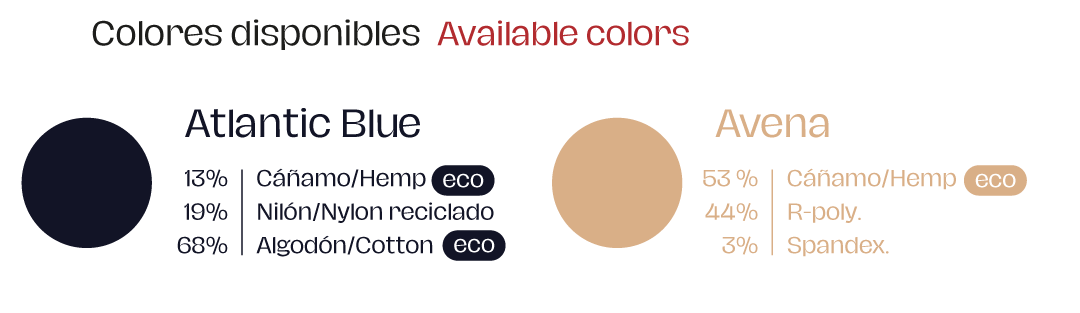 Colores disponibles Available colors
Atlantic Blue
13% Cáñamo/Hemp eco
19% Nilón/Nylon reciclado
68% Algodón/Cotton eco
Avena
53 % Cáñamo/Hemp eco
44% R-poly.
3% Spandex.